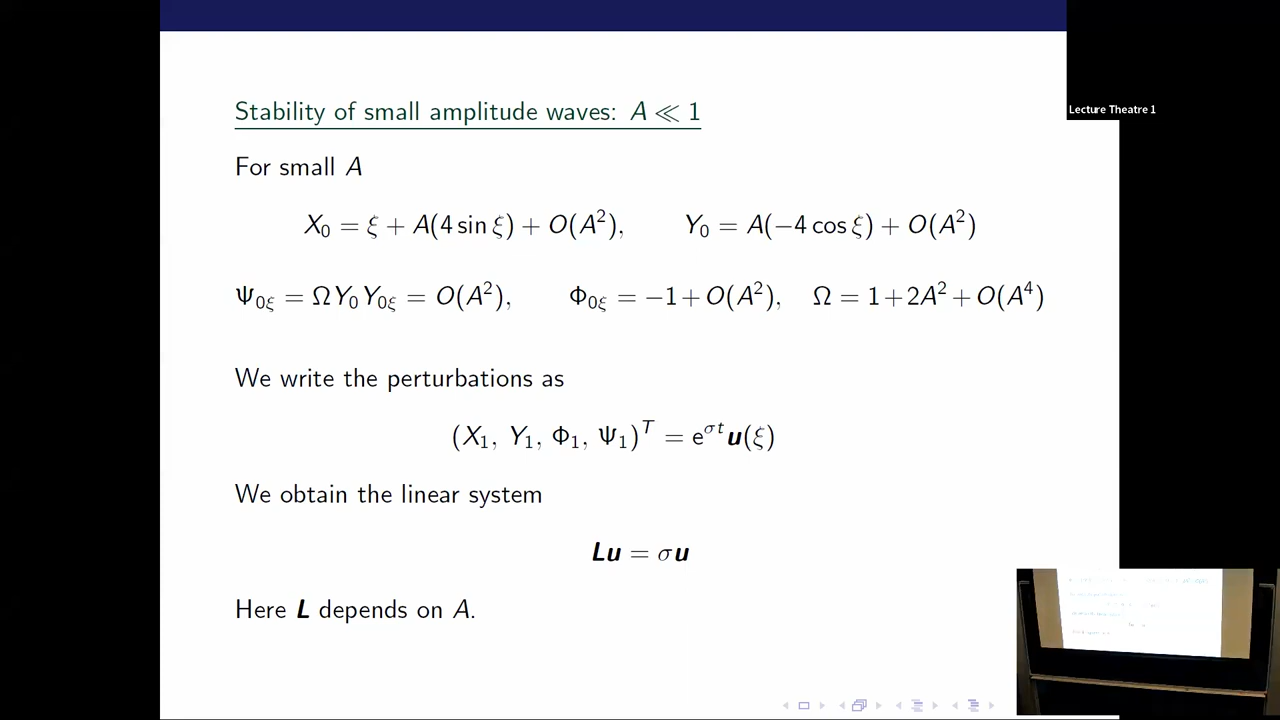 Stability of small amplitude waves: A ≪ 1
Lecture Theatre 1
For small A
X₀ = ξ + A(4 sin ξ) + O(A²), Y₀ = A(−4 cos ξ) + O(A²)
Ψ₀ξ = ΩY₀Y₀ξ = O(A²), Φ₀ξ = −1 + O(A²), Ω = 1 + 2A² + O(A⁴)
We write the perturbations as
(X₁, Y₁, Φ₁, Ψ₁)ᵀ = e^{σt}u(ξ)
We obtain the linear system
Lu = σu
Here L depends on A.